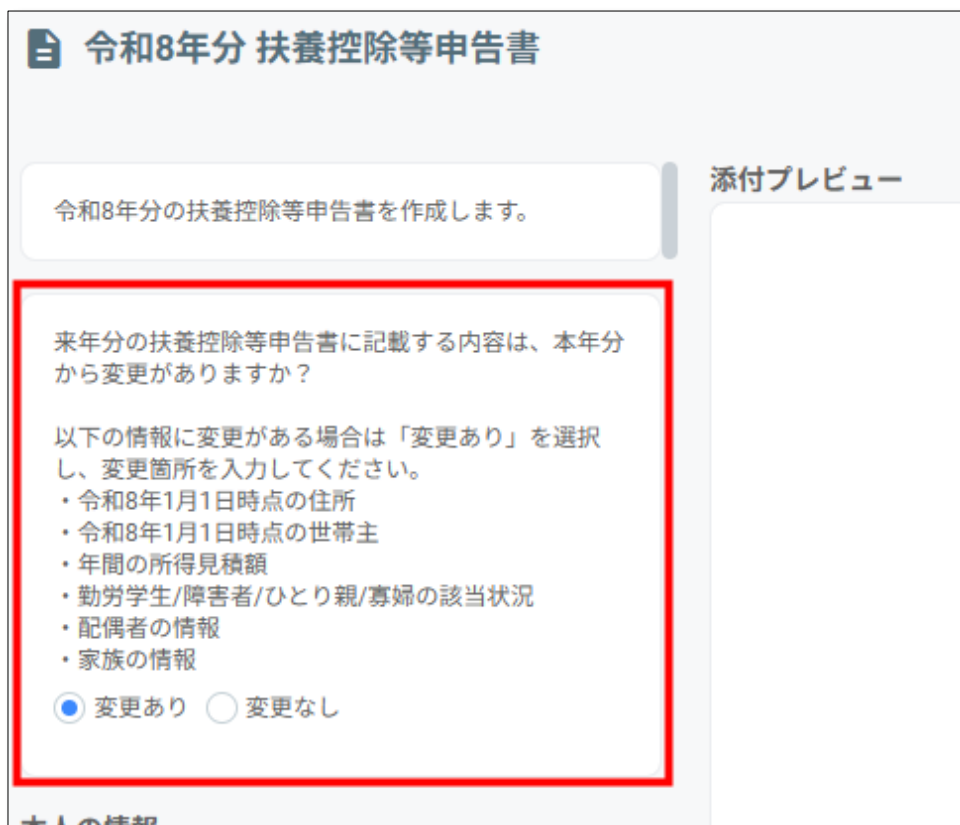 令和8年分 扶養控除等申告書
令和8年分の扶養控除等申告書を作成します。
添付プレビュー
来年分の扶養控除等申告書に記載する内容は、本年分
から変更がありますか？
以下の情報に変更がある場合は「変更あり」を選択
し、変更箇所を入力してください。
・令和8年1月1日時点の住所
・令和8年1月1日時点の世帯主
・年間の所得見積額
・勤労学生/障害者/ひとり親/寡婦の該当状況
・配偶者の情報
・家族の情報
変更あり 変更なし
本人の情報